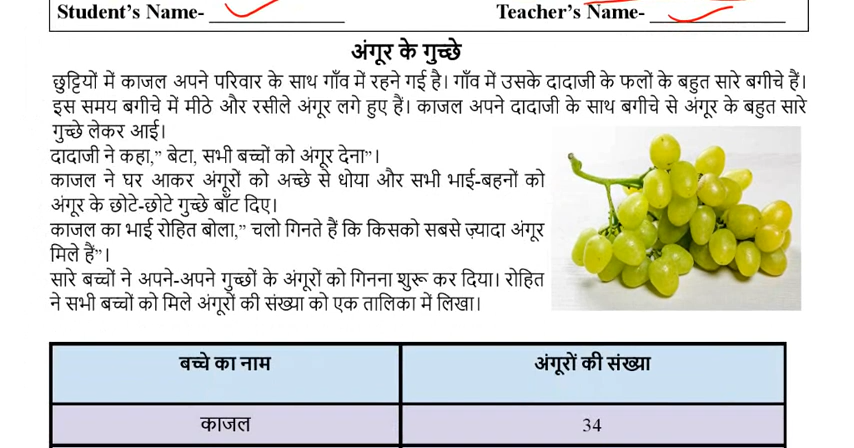 Student's Name- ____________ Teacher's Name- ____________
अंगूर के गुच्छे
छुट्टियों में काजल अपने परिवार के साथ गाँव में रहने गई है। गाँव में उसके दादाजी के फलों के बहुत सारे बगीचे हैं।
इस समय बगीचे में मीठे और रसीले अंगूर लगे हुए हैं। काजल अपने दादाजी के साथ बगीचे से अंगूर के बहुत सारे
गुच्छे लेकर आई।
दादाजी ने कहा,” बेटा, सभी बच्चों को अंगूर देना”।
काजल ने घर आकर अंगूरों को अच्छे से धोया और सभी भाई-बहनों को
अंगूर के छोटे-छोटे गुच्छे बाँट दिए।
काजल का भाई रोहित बोला,” चलो गिनते हैं कि किसको सबसे ज़्यादा अंगूर
मिले हैं”।
सारे बच्चों ने अपने-अपने गुच्छों के अंगूरों को गिनना शुरू कर दिया। रोहित
ने सभी बच्चों को मिले अंगूरों की संख्या को एक तालिका में लिखा।
बच्चे का नाम अंगूरों की संख्या
काजल 34